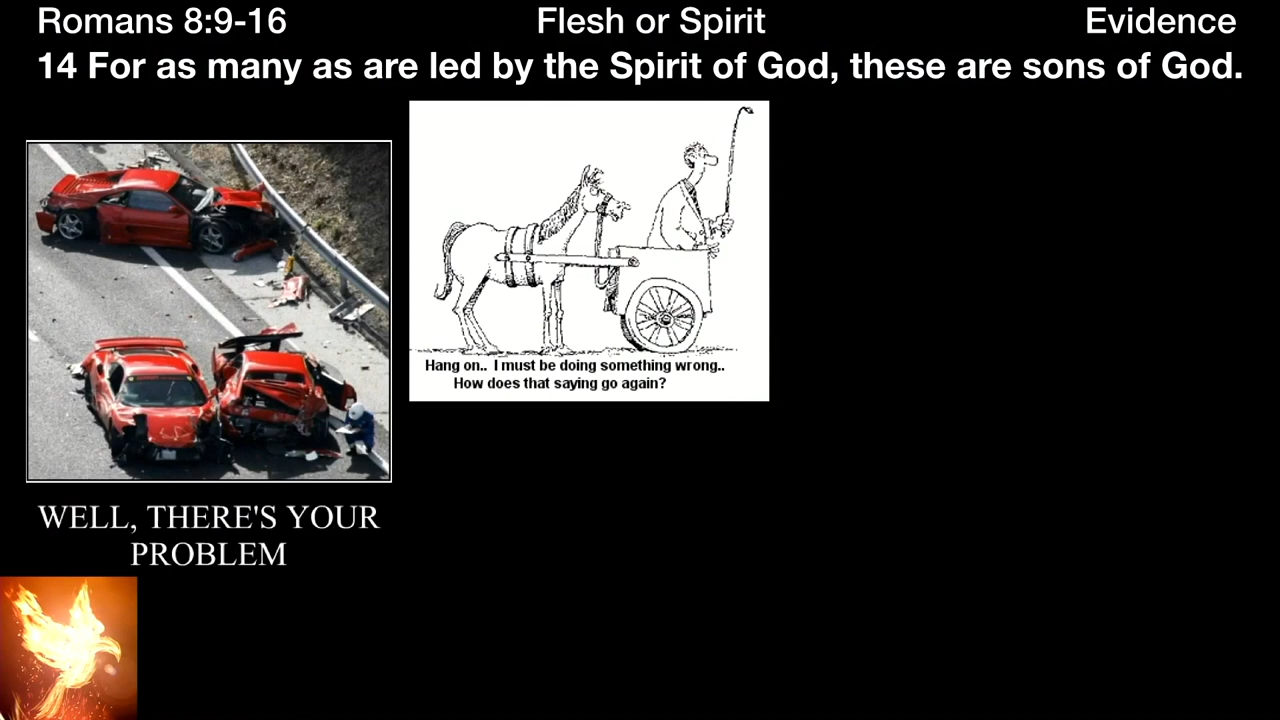 Romans 8:9-16 Flesh or Spirit Evidence
14 For as many as are led by the Spirit of God, these are sons of God.
Hang on.. I must be doing something wrong..
How does that saying go again?
WELL, THERE'S YOUR
PROBLEM